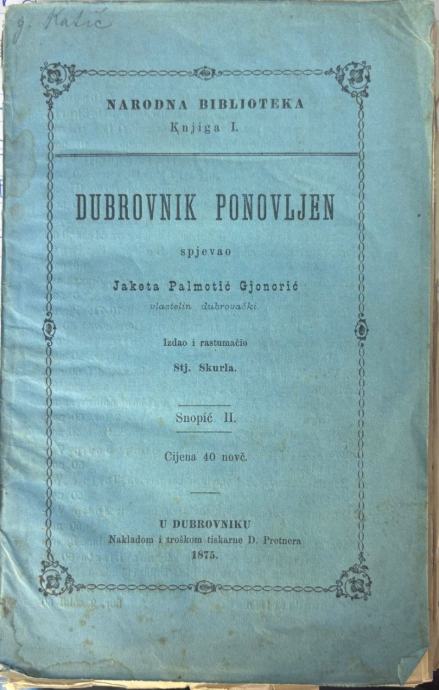 g. Katić
NARODNA BIBLIOTEKA
Knjiga I.
DUBROVNIK PONOVLJEN
spjevao
Jaketa Palmotić Gjonorić
vlastelin dubrovački.
Izdao i rastumačio
Stj. Skurla.
Snopić II.
Cijena 40 novč.
U DUBROVNIKU
Nakladom i troškom tiskarne D. Pretnera
1875.